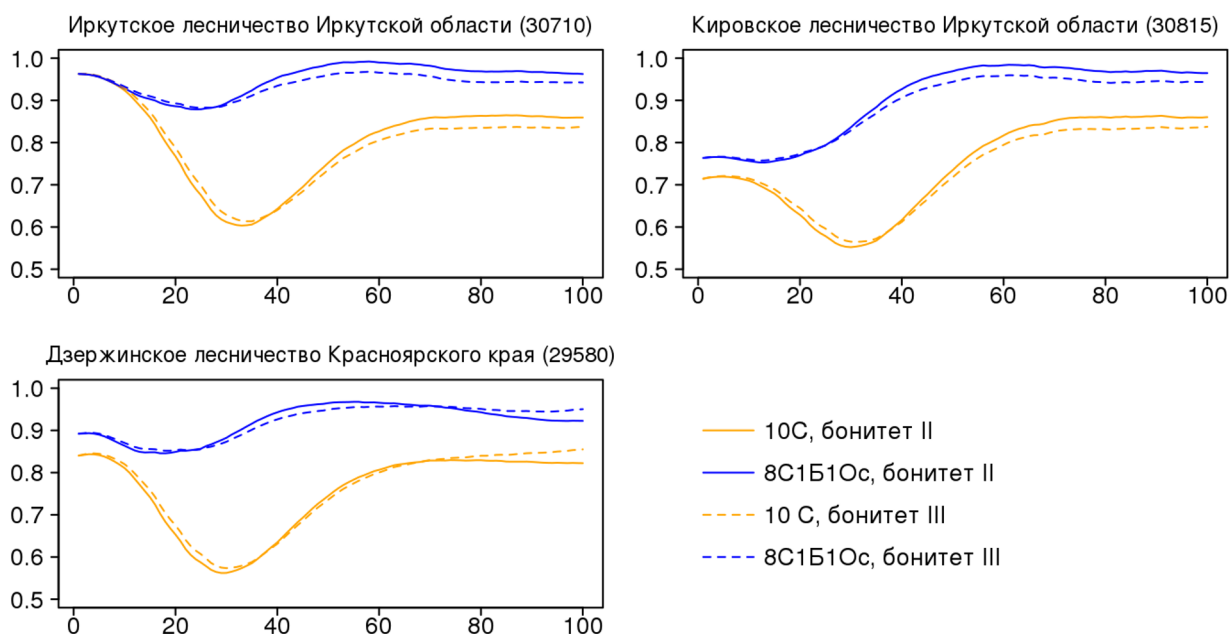 Иркутское лесничество Иркутской области (30710)
1.0
0.9
0.8
0.7
0.6
0.5
0 20 40 60 80 100
Кировское лесничество Иркутской области (30815)
1.0
0.9
0.8
0.7
0.6
0.5
0 20 40 60 80 100
Дзержинское лесничество Красноярского края (29580)
1.0
0.9
0.8
0.7
0.6
0.5
0 20 40 60 80 100
10С, бонитет II
8С1Б1Ос, бонитет II
10 С, бонитет III
8С1Б1Ос, бонитет III